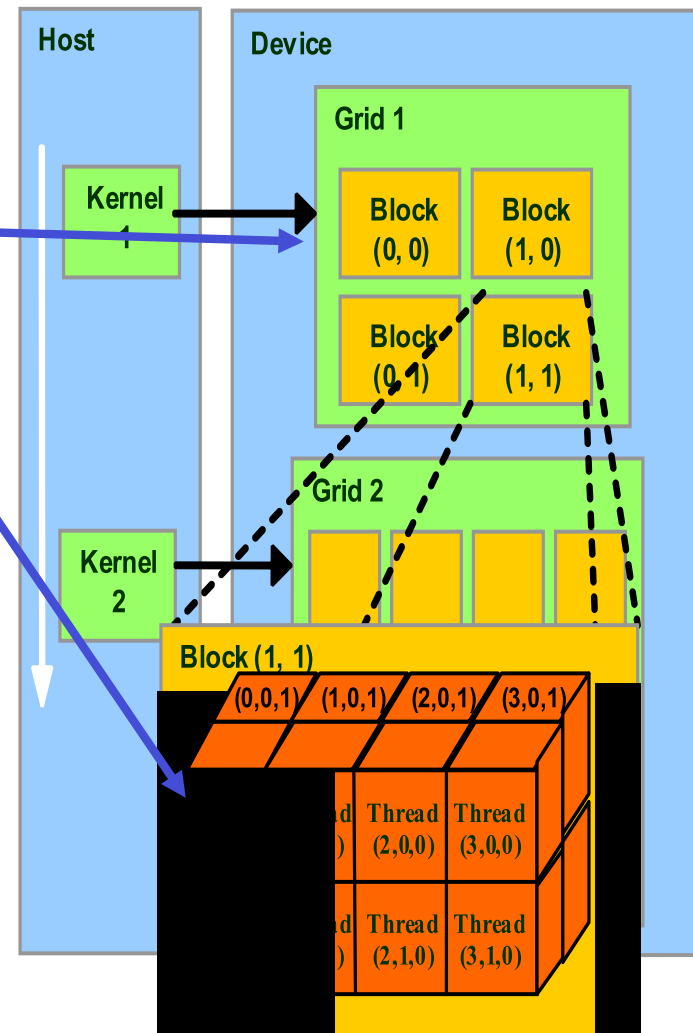 Host
Device
Grid 1
Kernel
1
Block
(0, 0)
Block
(1, 0)
Block
(0, 1)
Block
(1, 1)
Grid 2
Kernel
2
Block (1, 1)
(0,0,1) (1,0,1) (2,0,1) (3,0,1)
Thread
(2,0,0)
Thread
(3,0,0)
Thread
(2,1,0)
Thread
(3,1,0)